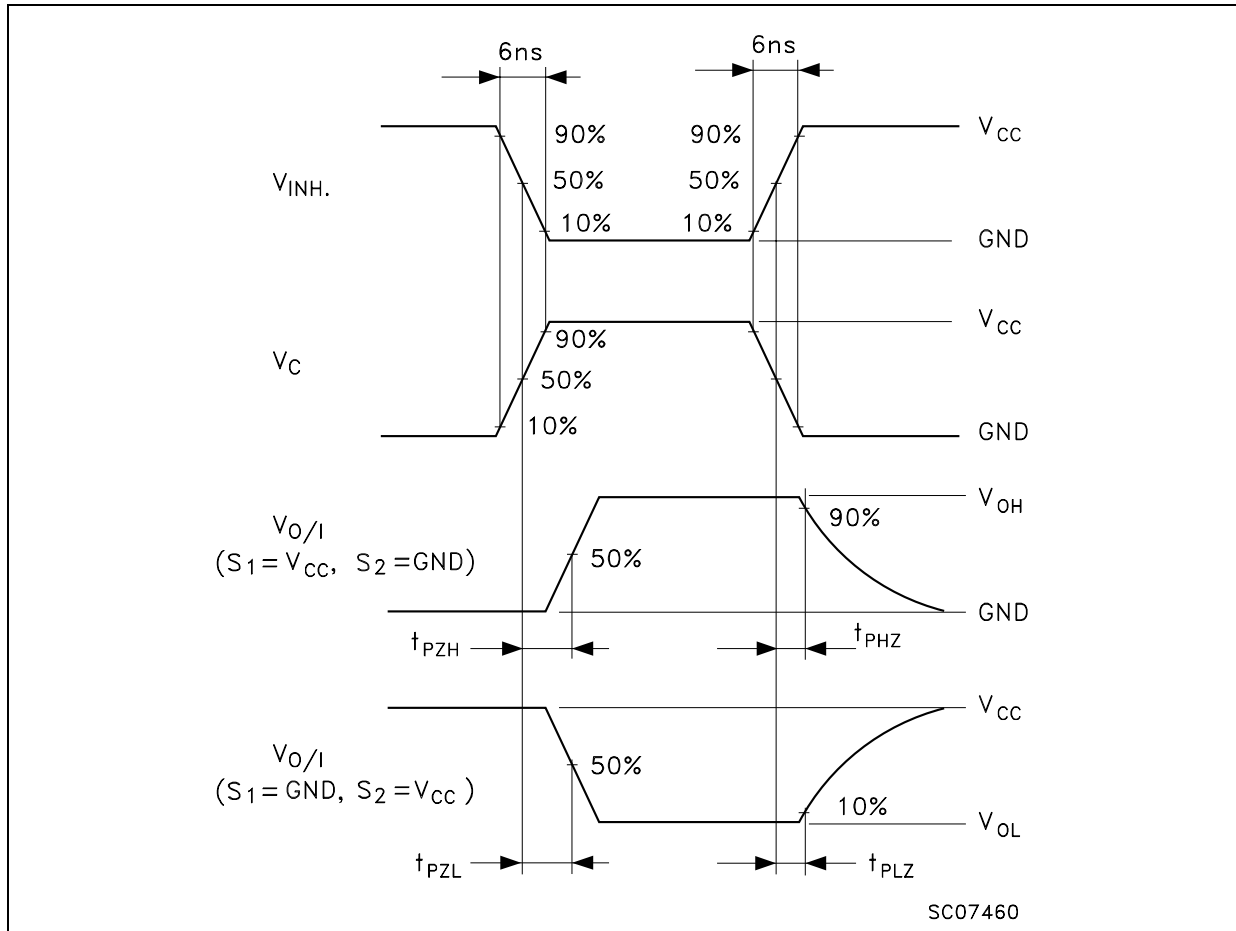 6ns 6ns
90% 90% VCC
VINH. 50% 50%
10% 10% GND
VCC
90%
VC 50%
10% GND
VOH
90%
VO/I
(S1=VCC, S2=GND) 50%
GND
tPZH tPHZ
VCC
VO/I 50%
(S1=GND, S2=VCC)
10% VOL
tPZL tPLZ
SC07460